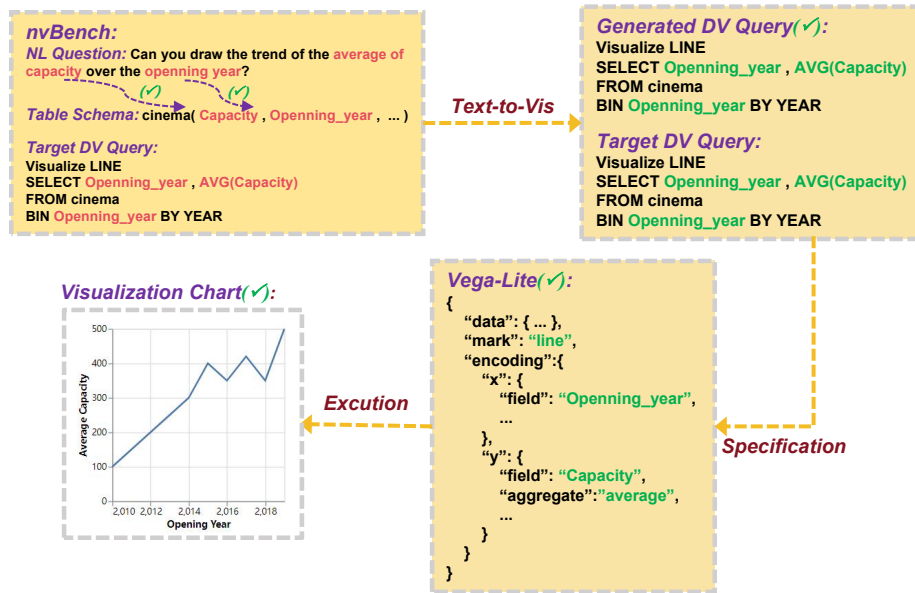 nvBench:
NL Question: Can you draw the trend of the average of
capacity over the openning year?
(✓) (✓)
Table Schema: cinema( Capacity , Openning_year , ... )
Target DV Query:
Visualize LINE
SELECT Openning_year , AVG(Capacity)
FROM cinema
BIN Openning_year BY YEAR
Text-to-Vis
Generated DV Query(✓):
Visualize LINE
SELECT Openning_year , AVG(Capacity)
FROM cinema
BIN Openning_year BY YEAR
Target DV Query:
Visualize LINE
SELECT Openning_year , AVG(Capacity)
FROM cinema
BIN Openning_year BY YEAR
Specification
Vega-Lite(✓):
{
“data”: { ... },
“mark”: “line”,
“encoding”:{
“x”: {
“field”: “Openning_year”,
...
},
“y”: {
“field”: “Capacity”,
“aggregate”:”average”,
...
}
}
}
Excution
Visualization Chart(✓):
500
400
300
200
100
0
Average Capacity
2,010 2,012 2,014 2,016 2,018
Opening Year